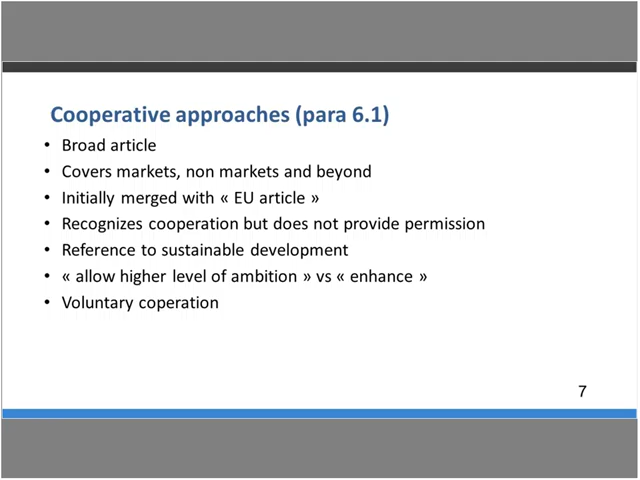 Cooperative approaches (para 6.1)
• Broad article
• Covers markets, non markets and beyond
• Initially merged with « EU article »
• Recognizes cooperation but does not provide permission
• Reference to sustainable development
• « allow higher level of ambition » vs « enhance »
• Voluntary coperation
7